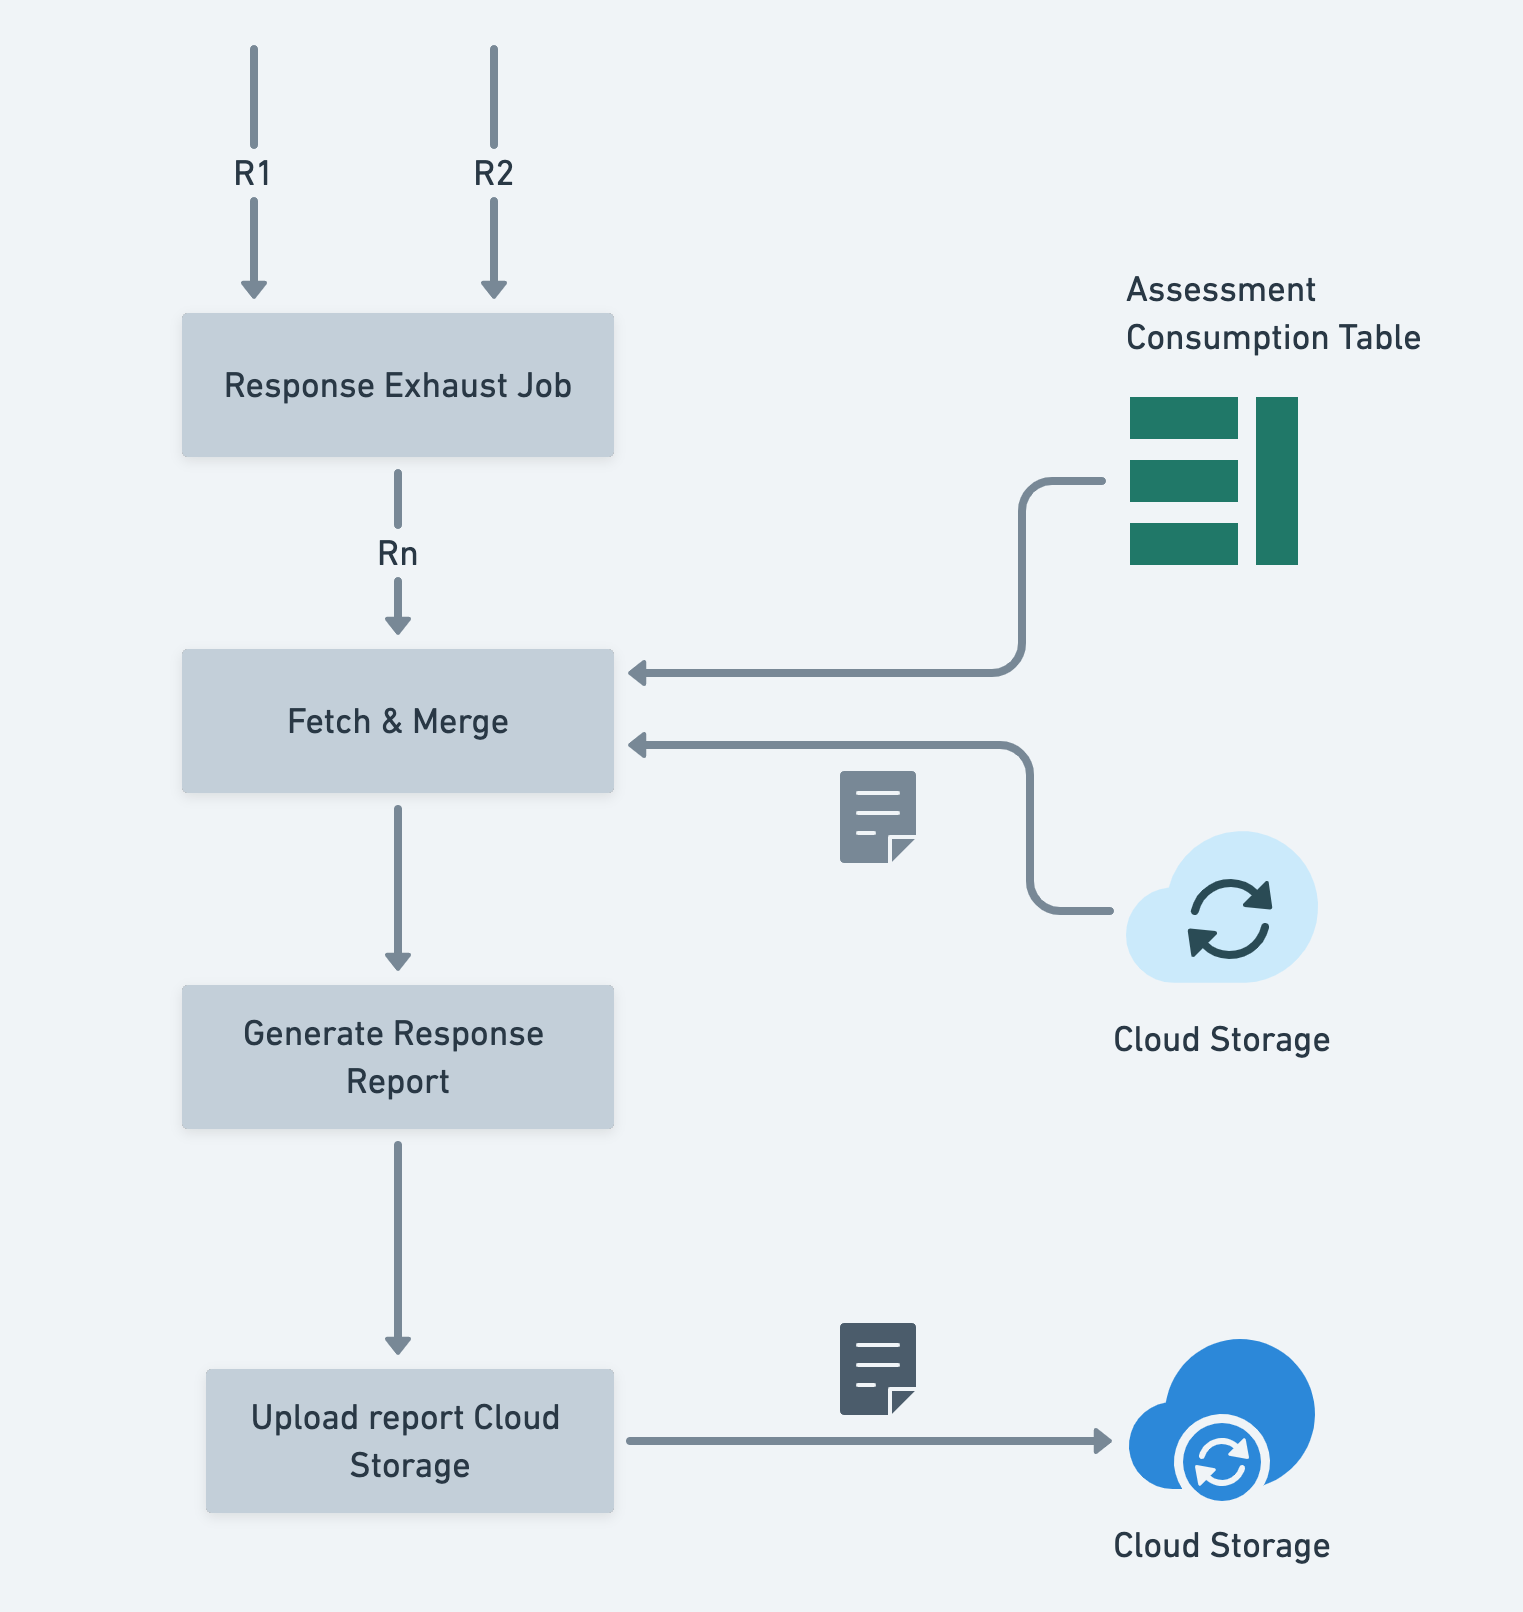 R1
R2
Response Exhaust Job
Assessment
Consumption Table
Rn
Fetch & Merge
Generate Response
Report
Cloud Storage
Upload report Cloud
Storage
Cloud Storage